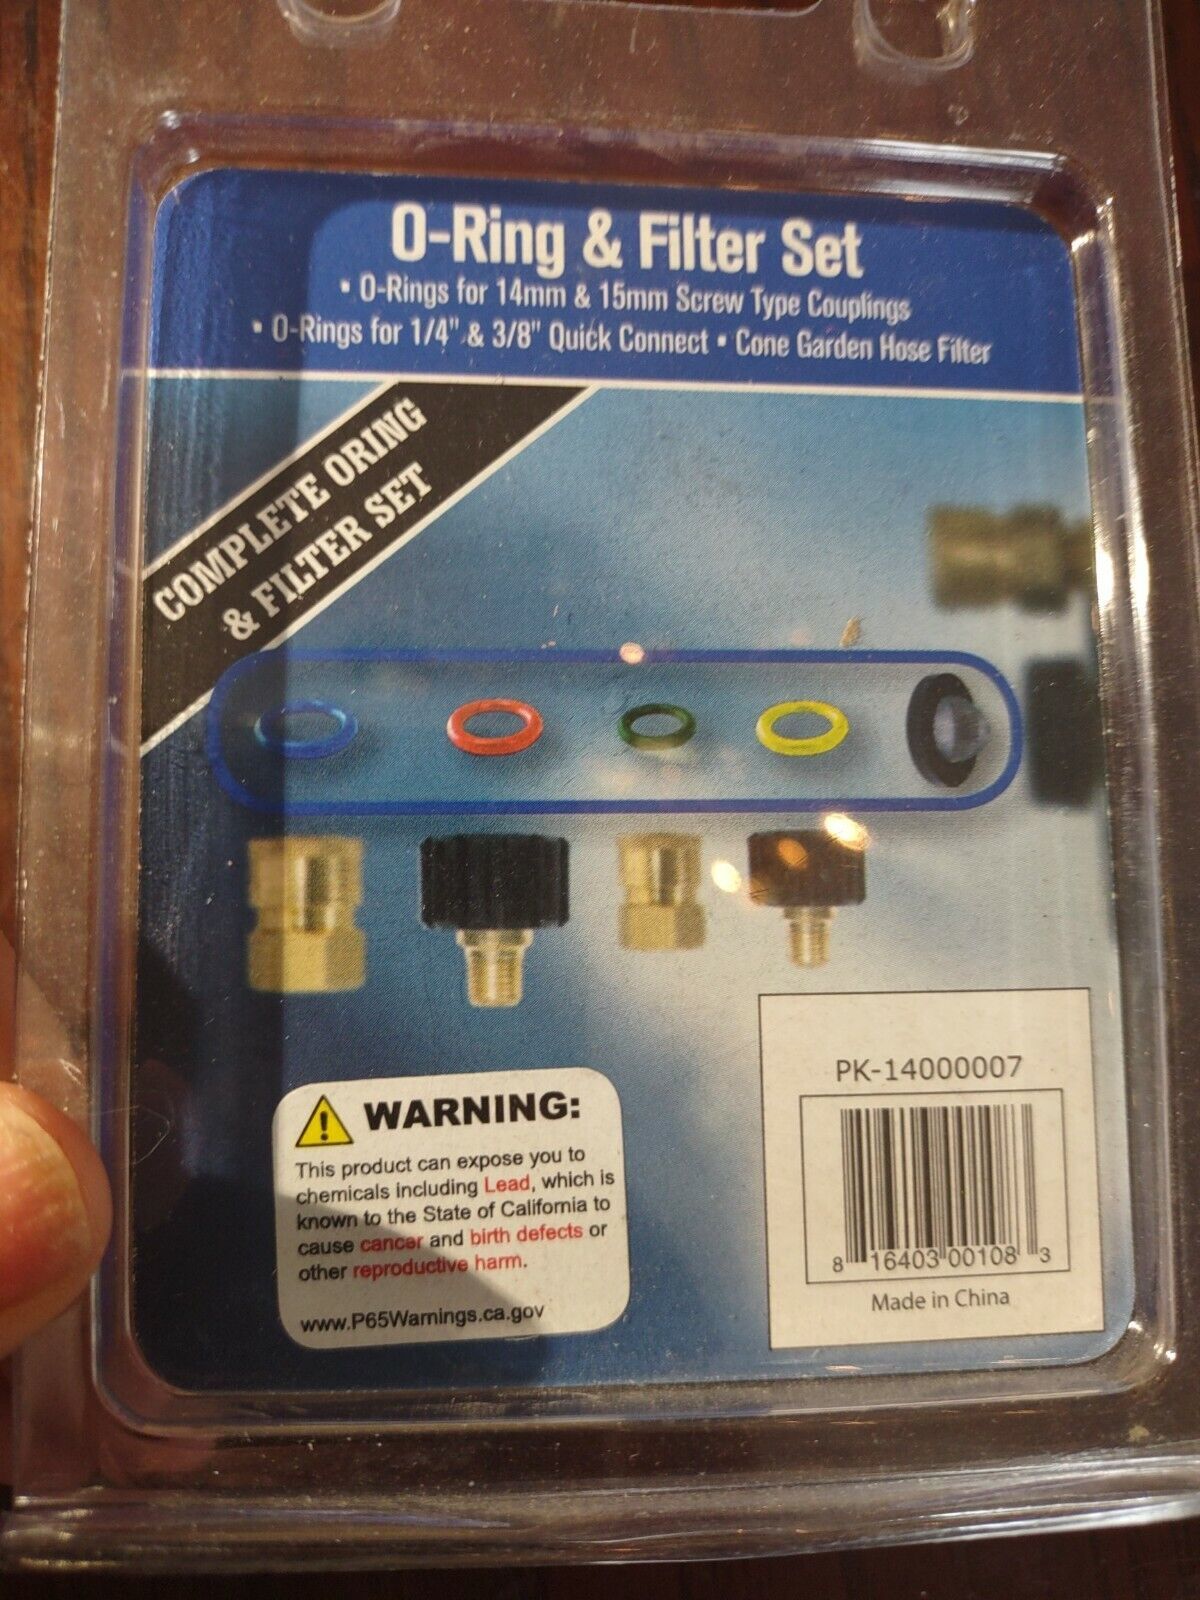 O-Ring & Filter Set
• O-Rings for 14mm & 15mm Screw Type Couplings
• O-Rings for 1/4" & 3/8" Quick Connect • Cone Garden Hose Filter
COMPLETE ORING
& FILTER SET
WARNING:
This product can expose you to
chemicals including Lead, which is
known to the State of California to
cause cancer and birth defects or
other reproductive harm.
www.P65Warnings.ca.gov
PK-14000007
8 16403 00108 3
Made in China